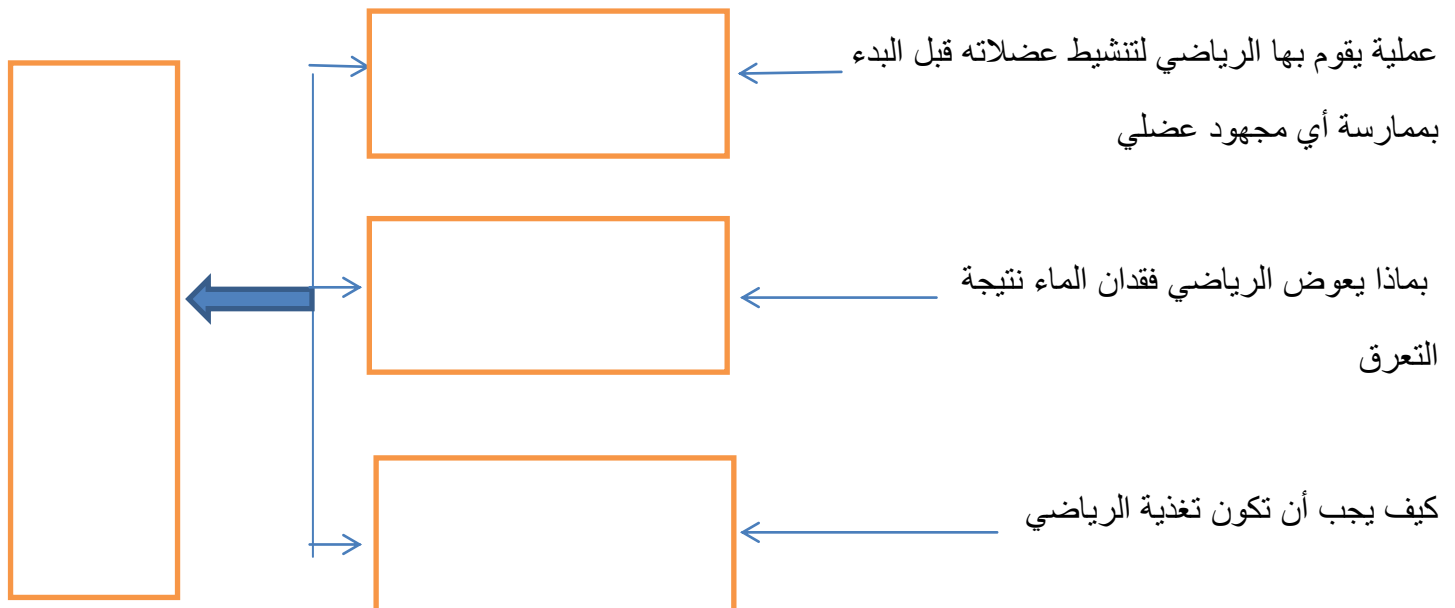 عملية يقوم بها الرياضي لتنشيط عضلاته قبل البدء
بممارسة أي مجهود عضلي
بماذا يعوض الرياضي فقدان الماء نتيجة
التعرق
كيف يجب أن تكون تغذية الرياضي